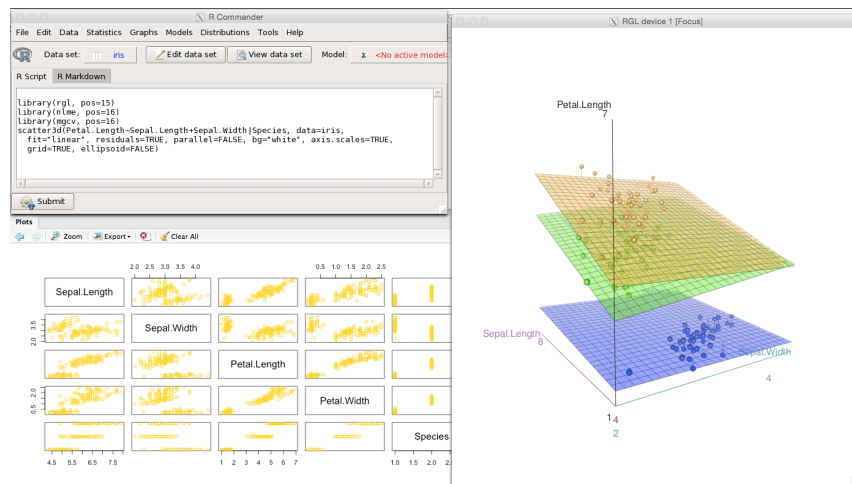 R Commander
File Edit Data Statistics Graphs Models Distributions Tools Help
R Data set: iris Edit data set View data set Model: Σ <No active model>
R Script R Markdown
library(rgl, pos=15)
library(nlme, pos=16)
library(mgcv, pos=16)
scatter3d(Petal.Length~Sepal.Length+Sepal.Width|Species, data=iris,
fit="linear", residuals=TRUE, parallel=FALSE, bg="white", axis.scales=TRUE,
grid=TRUE, ellipsoid=FALSE)
Submit
Plots
Zoom Export Clear All
2.0 2.5 3.0 3.5 4.0
0.5 1.0 1.5 2.0 2.5
Sepal.Length
Sepal.Width
2.0 3.5
Petal.Length
Petal.Width
0.5 2.0
Species
4.5 5.5 6.5 7.5
1 2 3 4 5 6 7
1.0 1.5 2.0
RGL device 1 [Focus]
Petal.Length
7
Sepal.Length
8
Sepal.Width
4
1 4
2